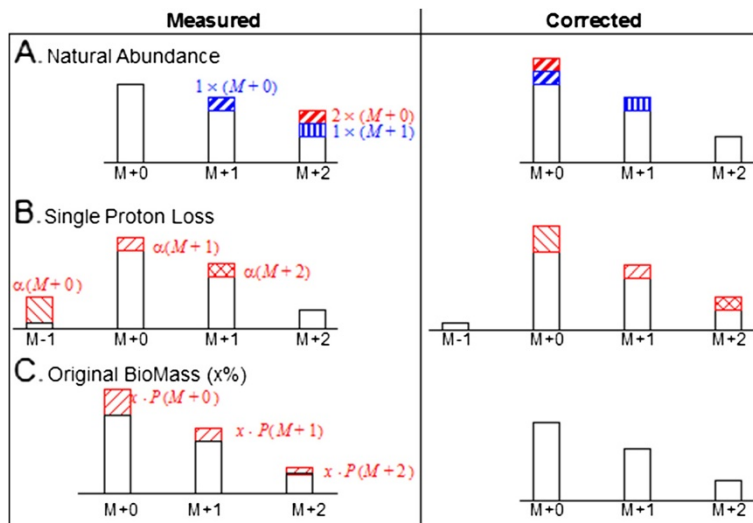 Measured
Corrected
A. Natural Abundance
1 × (M+0)
2 × (M+0)
1 × (M+1)
M+0
M+1
M+2
M+0
M+1
M+2
B. Single Proton Loss
α(M+0)
α(M+1)
α(M+2)
M-1
M+0
M+1
M+2
M-1
M+0
M+1
M+2
C. Original BioMass (x%)
x · P(M+0)
x · P(M+1)
x · P(M+2)
M+0
M+1
M+2
M+0
M+1
M+2